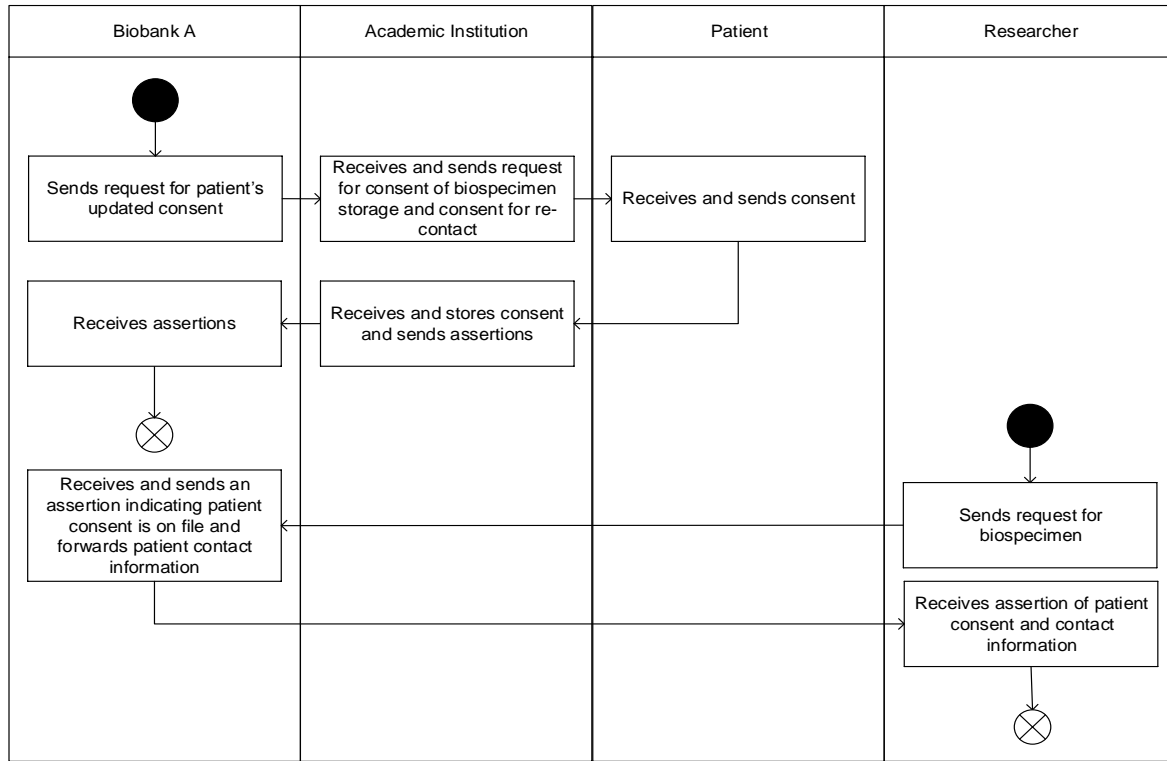 Biobank A
Academic Institution
Patient
Researcher
Sends request for patient's
updated consent
Receives and sends request
for consent of biospecimen
storage and consent for re-
contact
Receives and sends consent
Receives assertions
Receives and stores consent
and sends assertions
Receives and sends an
assertion indicating patient
consent is on file and
forwards patient contact
information
Sends request for
biospecimen
Receives assertion of patient
consent and contact
information